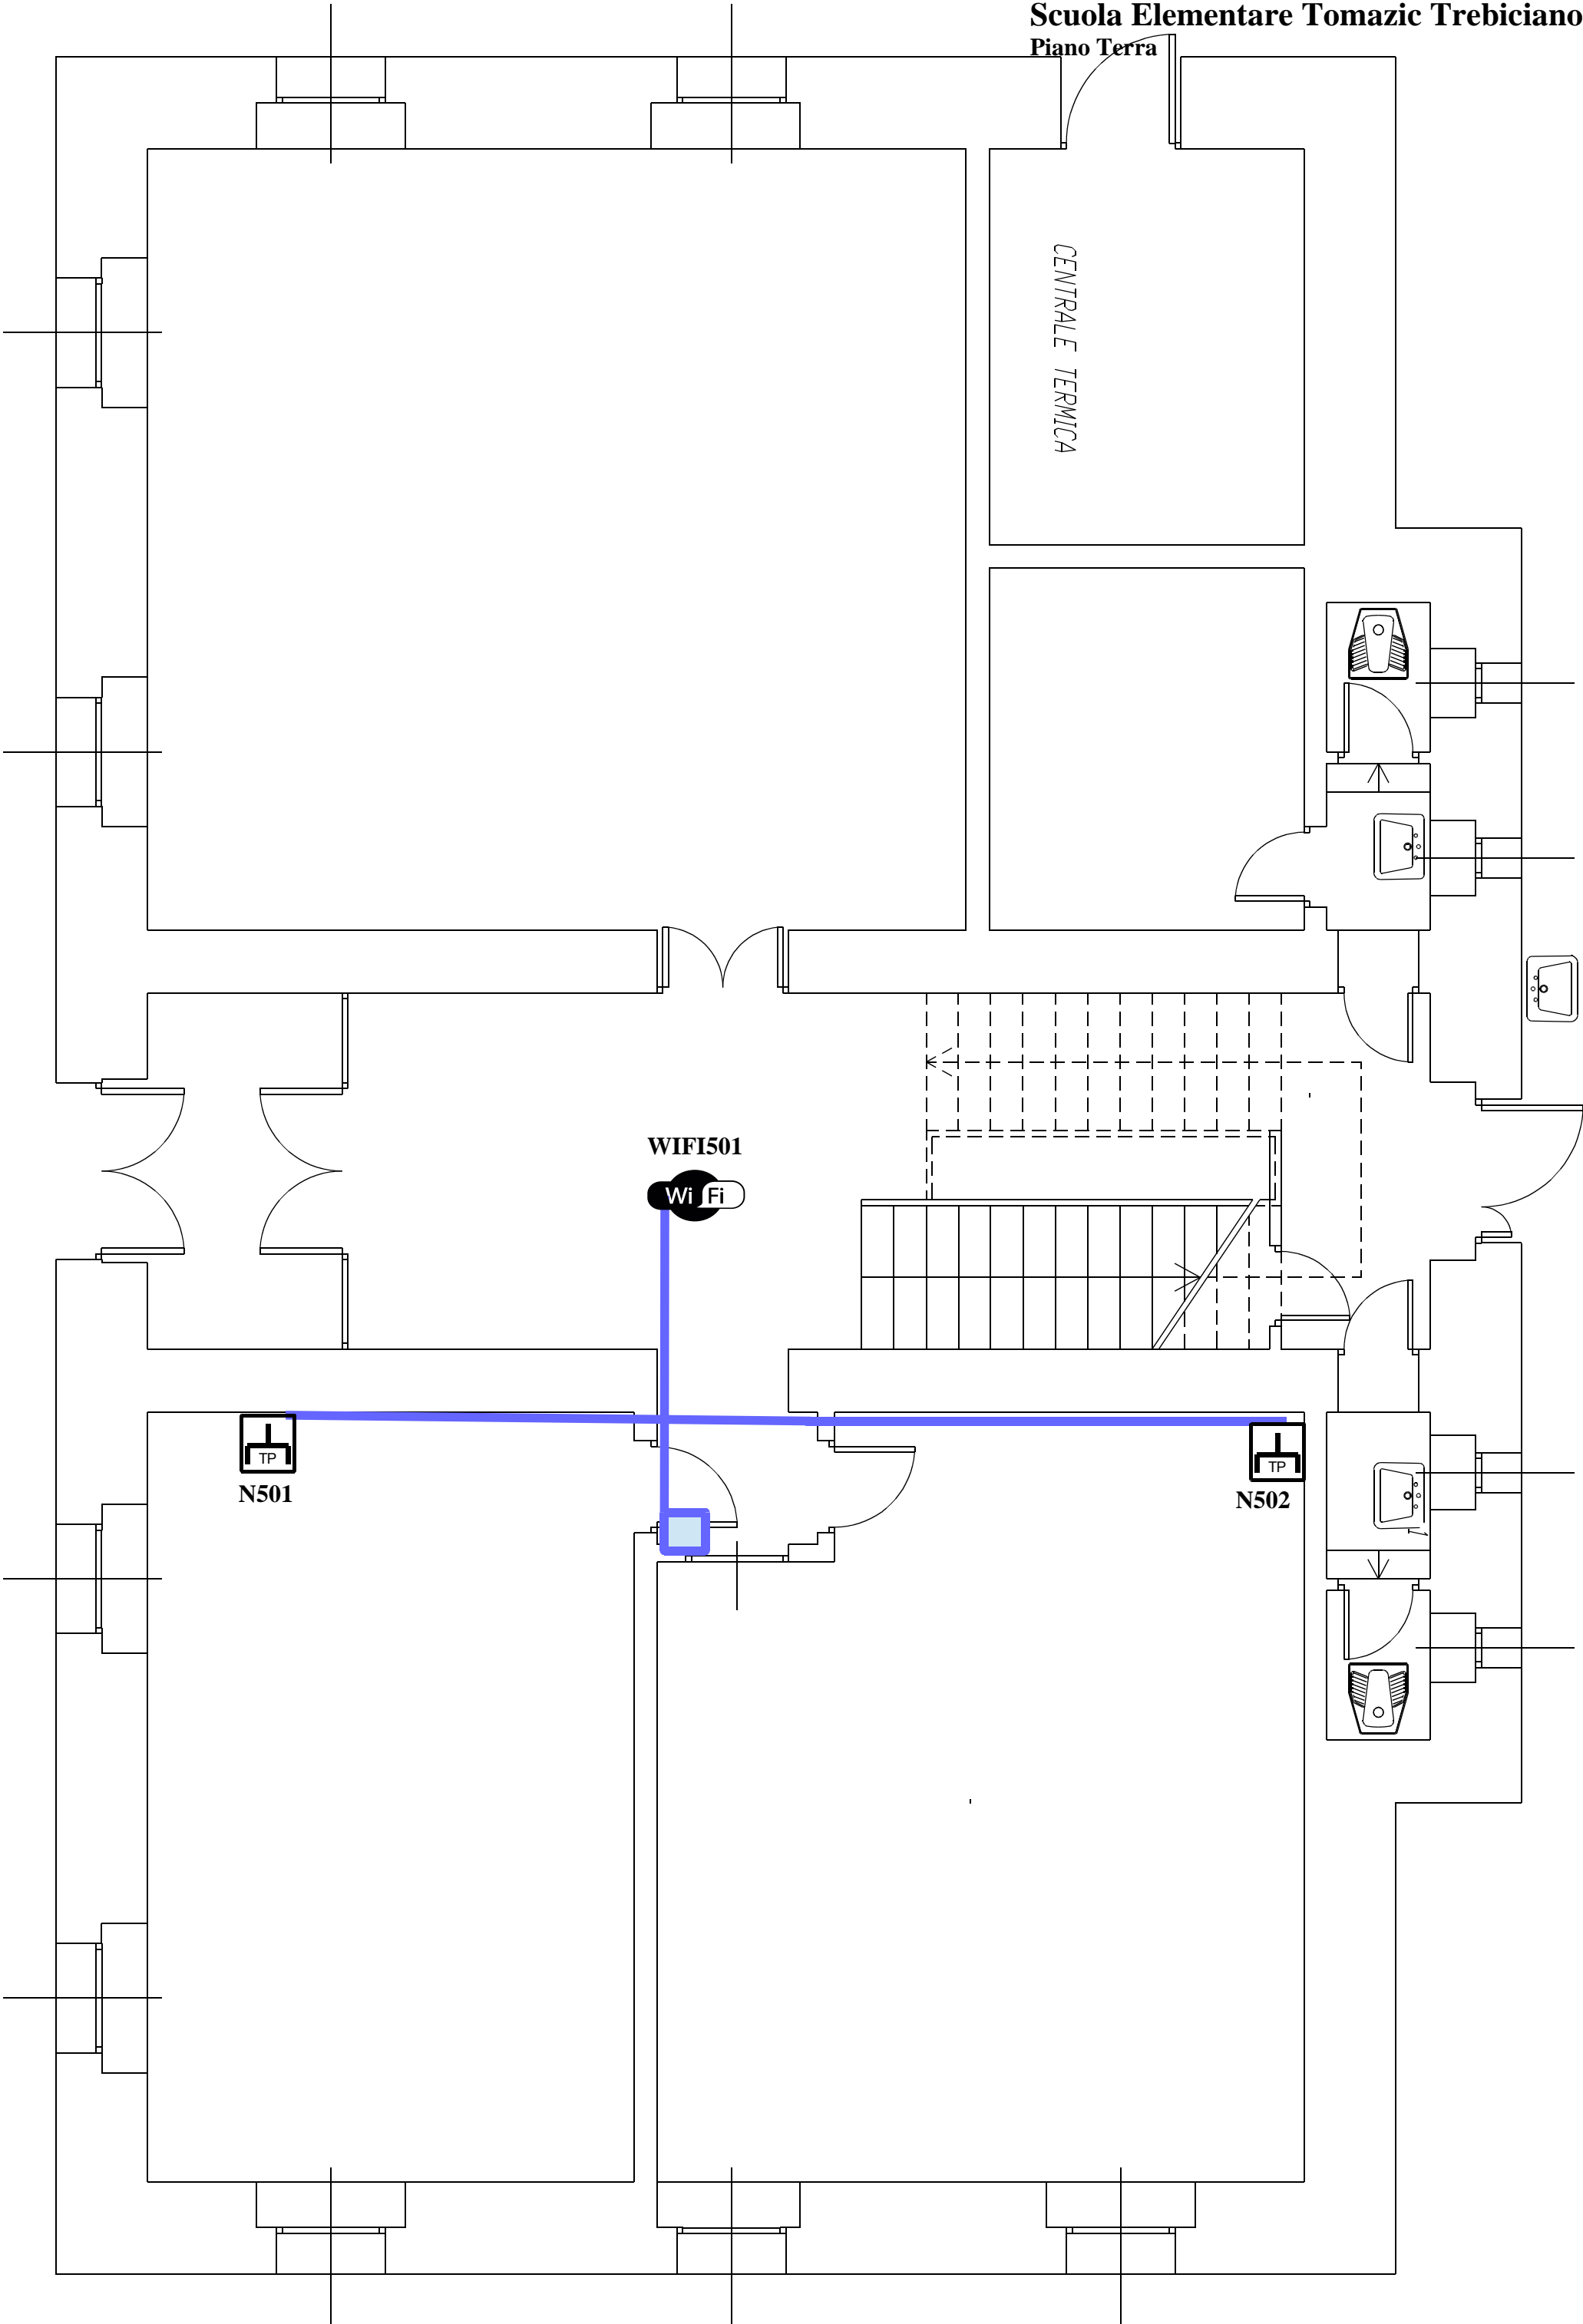 Scuola Elementare Tomazic Trebiciano
Piano Terra
CENTRALE TERMICA
WIFI501
Wi Fi
TP
N501
TP
N502